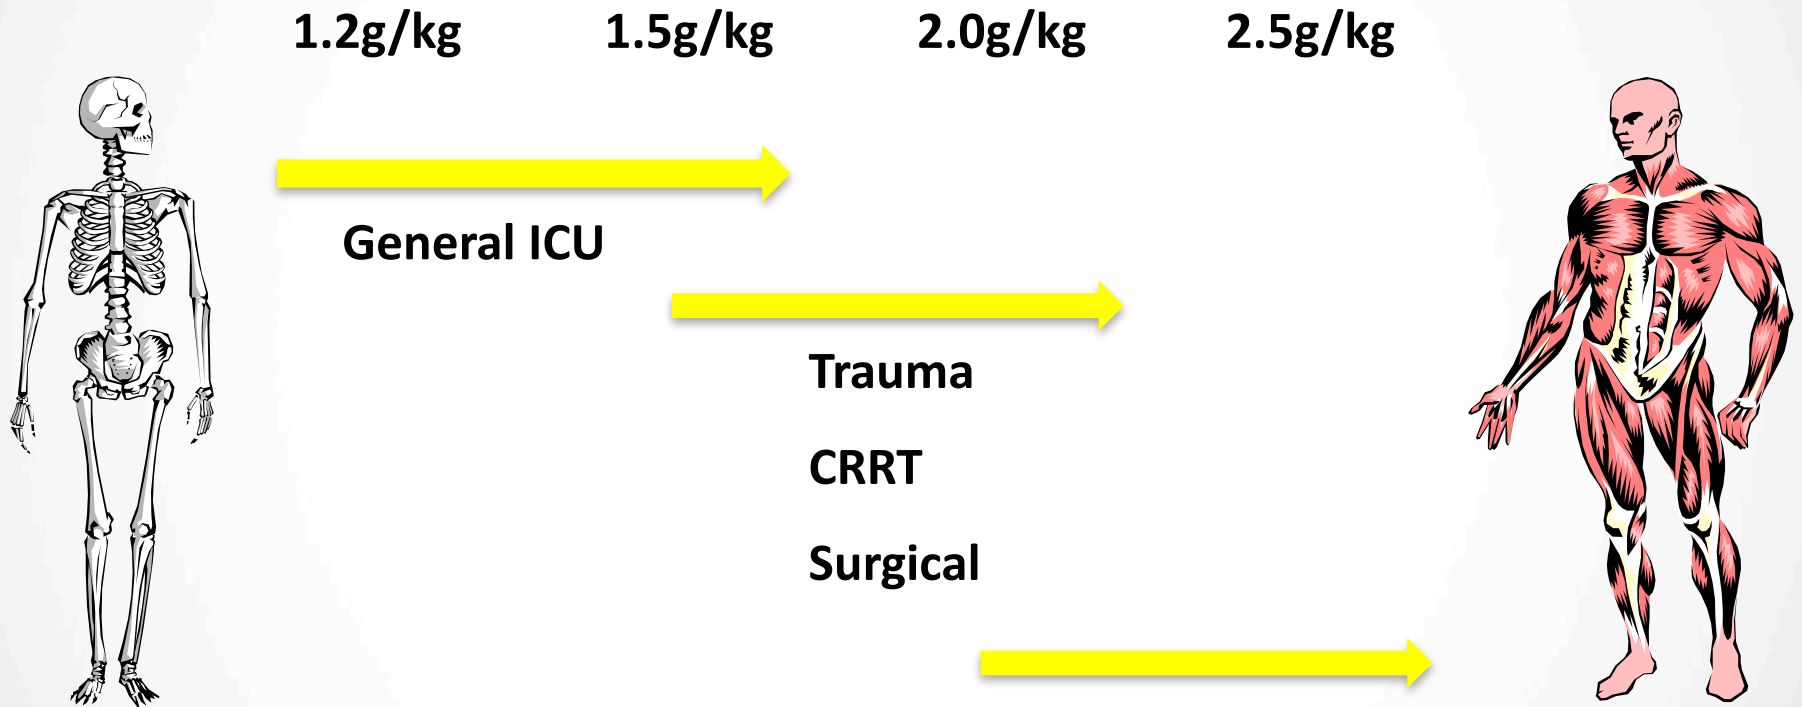 1.2g/kg 1.5g/kg 2.0g/kg 2.5g/kg
General ICU
Trauma
CRRT
Surgical